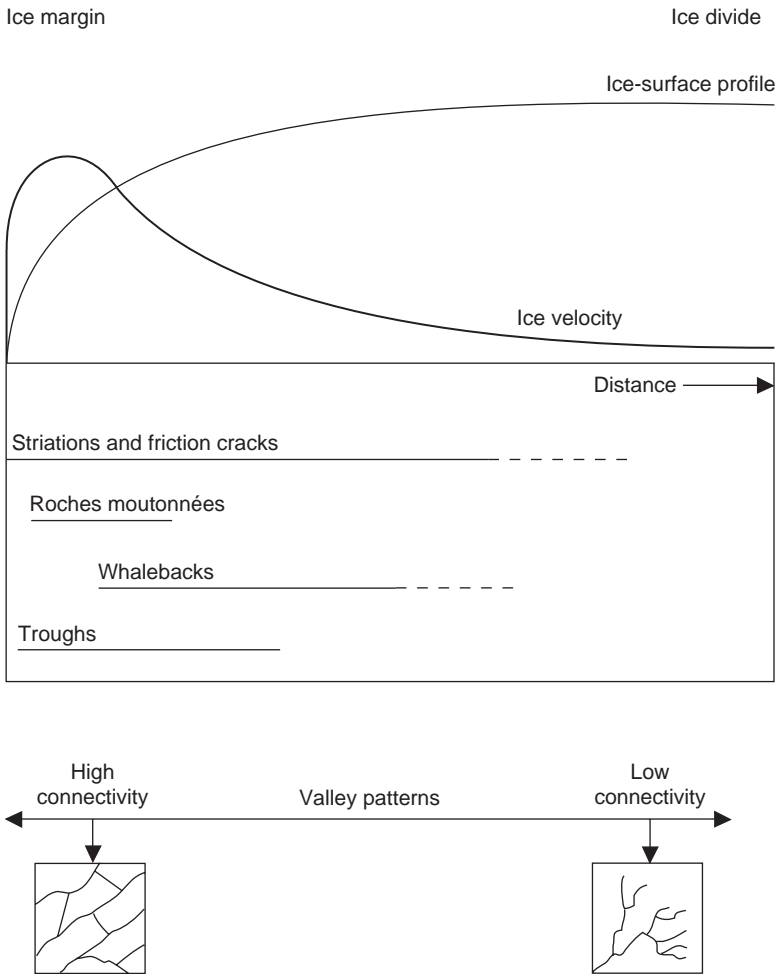 Ice margin
Ice divide
Ice-surface profile
Ice velocity
Distance
Striations and friction cracks
Roches moutonnées
Whalebacks
Troughs
High
connectivity
Valley patterns
Low
connectivity